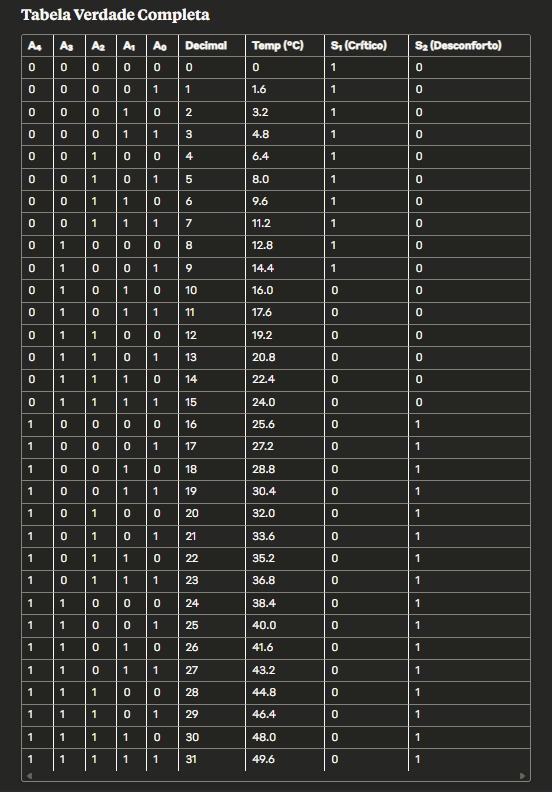 Tabela Verdade Completa
A₄ A₃ A₂ A₁ A₀ Decimal Temp (°C) S₁ (Crítico) S₂ (Desconforto)
0 0 0 0 0 0 0 1 0
0 0 0 0 1 1 1.6 1 0
0 0 0 1 0 2 3.2 1 0
0 0 0 1 1 3 4.8 1 0
0 0 1 0 0 4 6.4 1 0
0 0 1 0 1 5 8.0 1 0
0 0 1 1 0 6 9.6 1 0
0 0 1 1 1 7 11.2 1 0
0 1 0 0 0 8 12.8 1 0
0 1 0 0 1 9 14.4 1 0
0 1 0 1 0 10 16.0 0 0
0 1 0 1 1 11 17.6 0 0
0 1 1 0 0 12 19.2 0 0
0 1 1 0 1 13 20.8 0 0
0 1 1 1 0 14 22.4 0 0
0 1 1 1 1 15 24.0 0 0
1 0 0 0 0 16 25.6 0 1
1 0 0 0 1 17 27.2 0 1
1 0 0 1 0 18 28.8 0 1
1 0 0 1 1 19 30.4 0 1
1 0 1 0 0 20 32.0 0 1
1 0 1 0 1 21 33.6 0 1
1 0 1 1 0 22 35.2 0 1
1 0 1 1 1 23 36.8 0 1
1 1 0 0 0 24 38.4 0 1
1 1 0 0 1 25 40.0 0 1
1 1 0 1 0 26 41.6 0 1
1 1 0 1 1 27 43.2 0 1
1 1 1 0 0 28 44.8 0 1
1 1 1 0 1 29 46.4 0 1
1 1 1 1 0 30 48.0 0 1
1 1 1 1 1 31 49.6 0 1